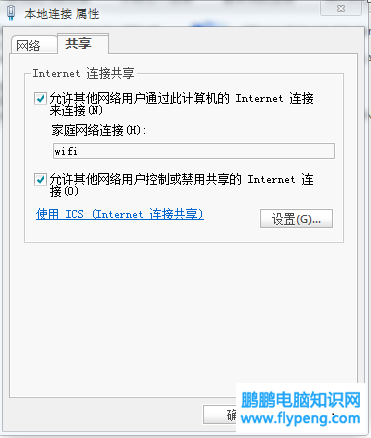 本地连接 属性
网络
共享
Internet 连接共享
允许其他网络用户通过此计算机的 Internet 连接
来连接(N)
家庭网络连接(H):
wifi
允许其他网络用户控制或禁用共享的 Internet 连
接(O)
使用 ICS (Internet 连接共享)
设置(G)...
鹏鹏电脑知识网
www.flypeng.com